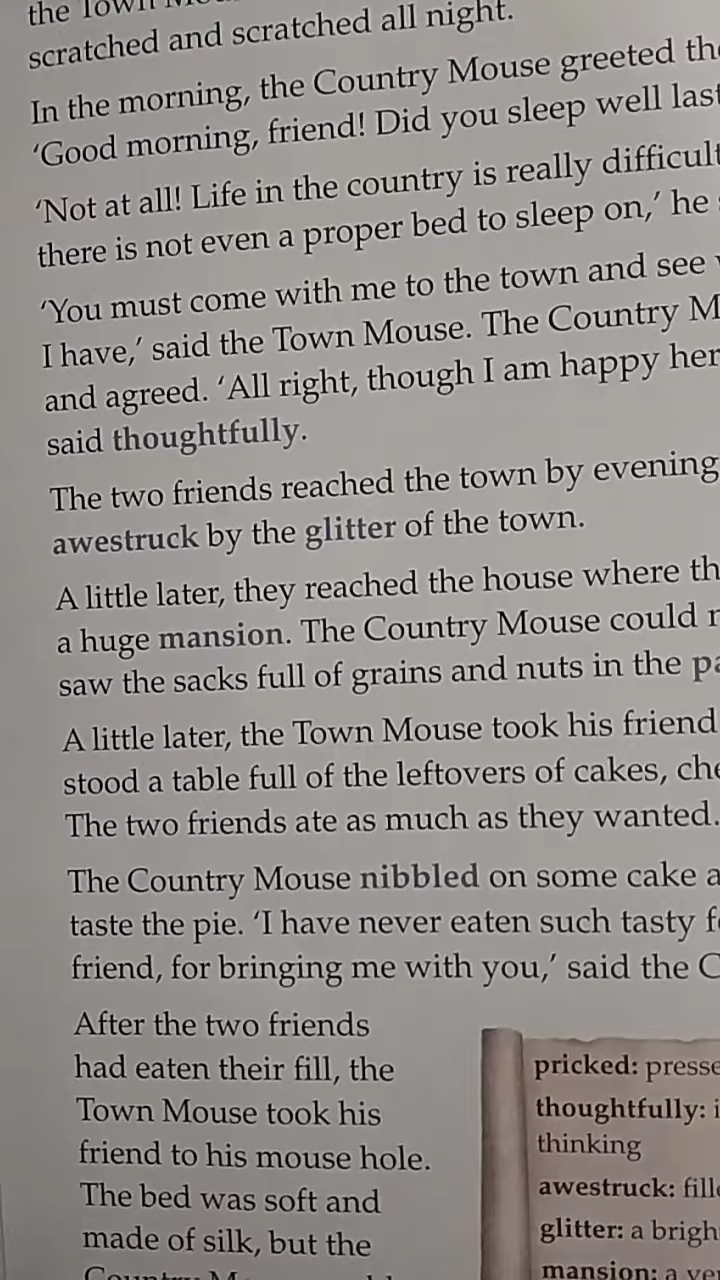 the Town
scratched and scratched all night.
In the morning, the Country Mouse greeted
'Good morning, friend! Did you sleep well last
'Not at all! Life in the country is really difficult
there is not even a proper bed to sleep on,' he
'You must come with me to the town and see
I have,' said the Town Mouse. The Country M
and agreed. 'All right, though I am happy her
said thoughtfully.
The two friends reached the town by evening
awestruck by the glitter of the town.
A little later, they reached the house where th
a huge mansion. The Country Mouse could
saw the sacks full of grains and nuts in the pa
A little later, the Town Mouse took his friend
stood a table full of the leftovers of cakes, che
The two friends ate as much as they wanted.
The Country Mouse nibbled on some cake a
taste the pie. 'I have never eaten such tasty f
friend, for bringing me with you,' said the C
After the two friends
had eaten their fill, the
Town Mouse took his
friend to his mouse hole.
The bed was soft and
made of silk, but the
pricked: presse
thoughtfully: i
thinking
awestruck: fille
glitter: a brigh
mansion: a ve